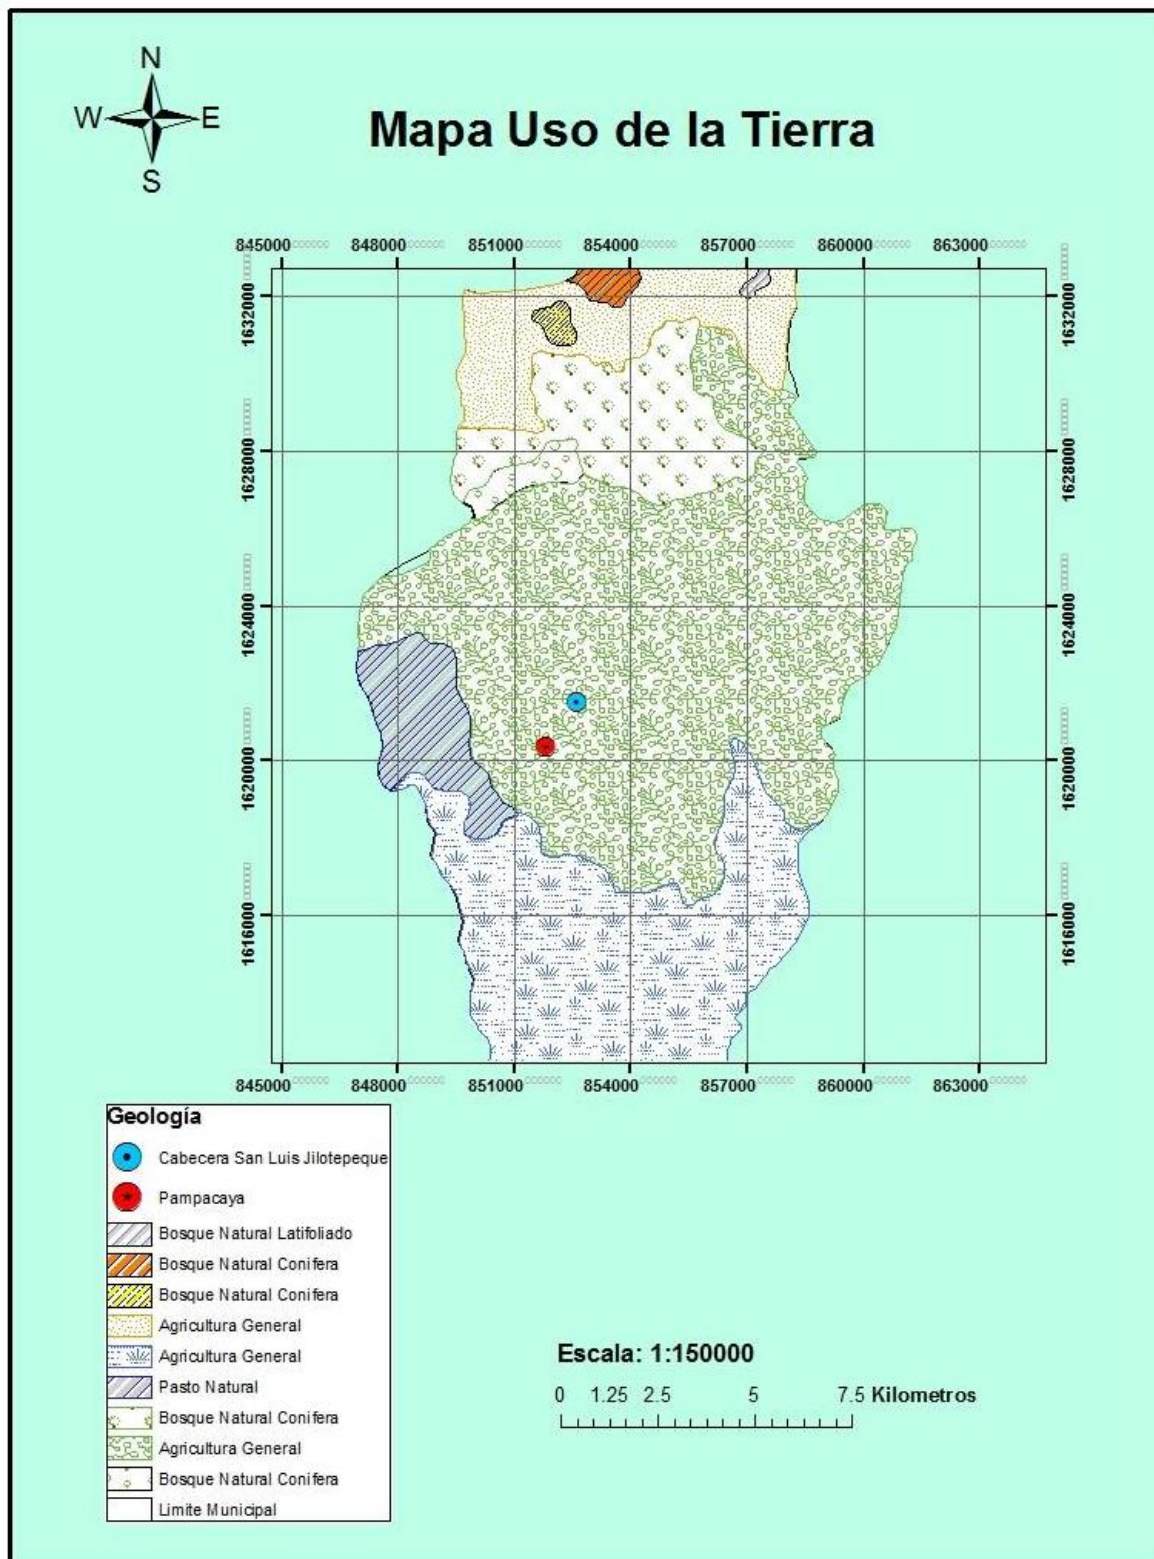 N
W E
S
Mapa Uso de la Tierra
845000 848000 851000 854000 857000 860000 863000
1632000 1632000
1628000 1628000
1624000 1624000
1620000 1620000
1616000 1616000
845000 848000 851000 854000 857000 860000 863000
Geología
Cabecera San Luis Jilotepeque
Pampacaya
Bosque Natural Latifoliado
Bosque Natural Conifera
Bosque Natural Conifera
Agricultura General
Agricultura General
Pasto Natural
Bosque Natural Conifera
Agricultura General
Bosque Natural Conifera
Limite Municipal
Escala: 1:150000
0 1.25 2.5 5 7.5 Kilometros